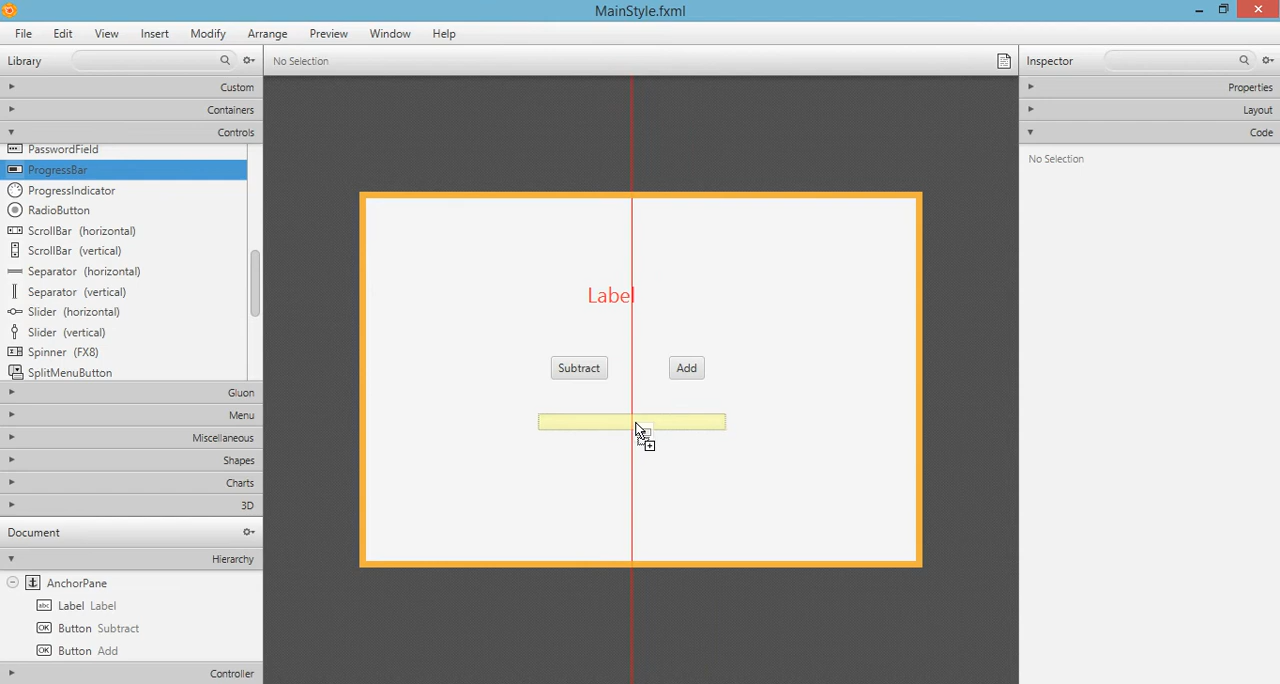 MainStyle.fxml
File Edit View Insert Modify Arrange Preview Window Help
Library
No Selection
Inspector
Custom
Containers
Controls
PasswordField
ProgressBar
ProgressIndicator
RadioButton
ScrollBar (horizontal)
ScrollBar (vertical)
Separator (horizontal)
Separator (vertical)
Slider (horizontal)
Slider (vertical)
Spinner (FX8)
SplitMenuButton
Gluon
Menu
Miscellaneous
Shapes
Charts
3D
Document
Hierarchy
AnchorPane
abc Label Label
OK Button Subtract
OK Button Add
Controller
Label
Subtract Add
Properties
Layout
Code
No Selection